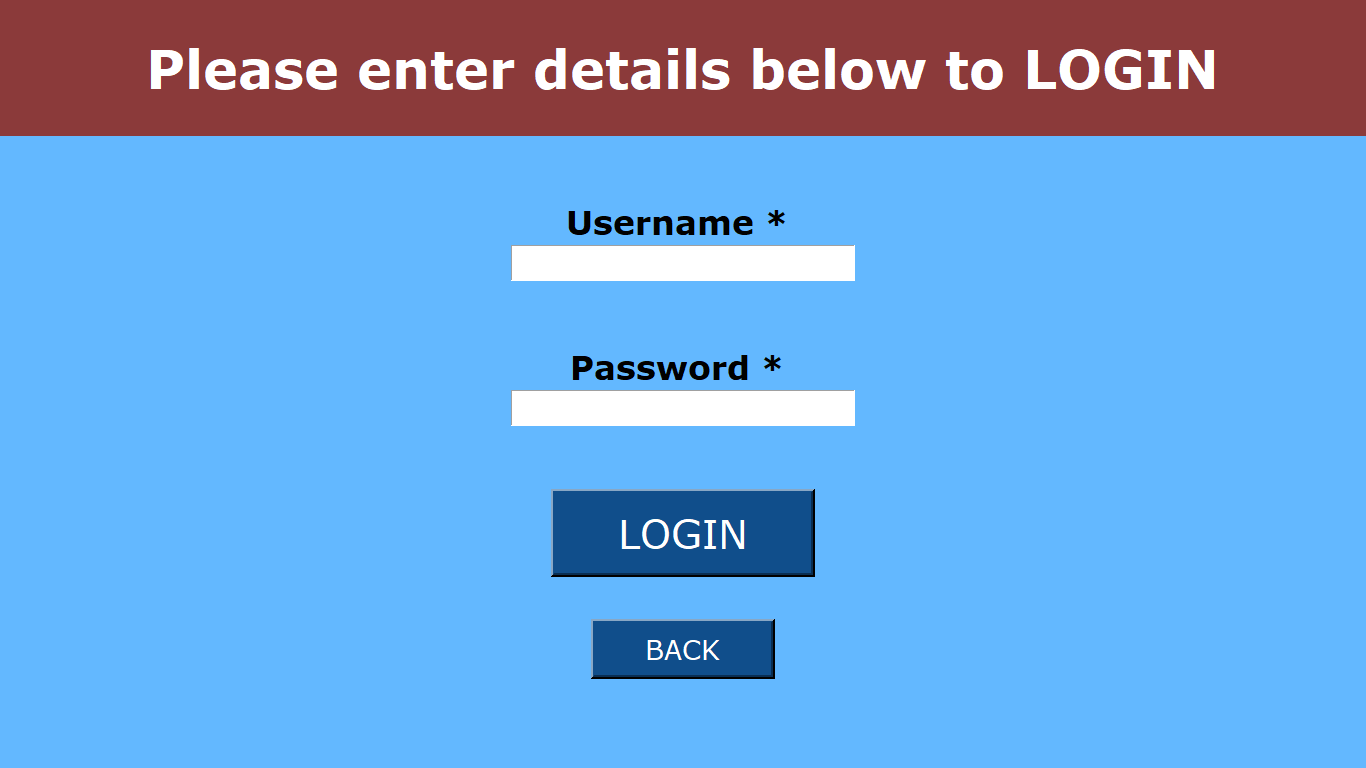 Please enter details below to LOGIN
Username *
Password *
LOGIN
BACK